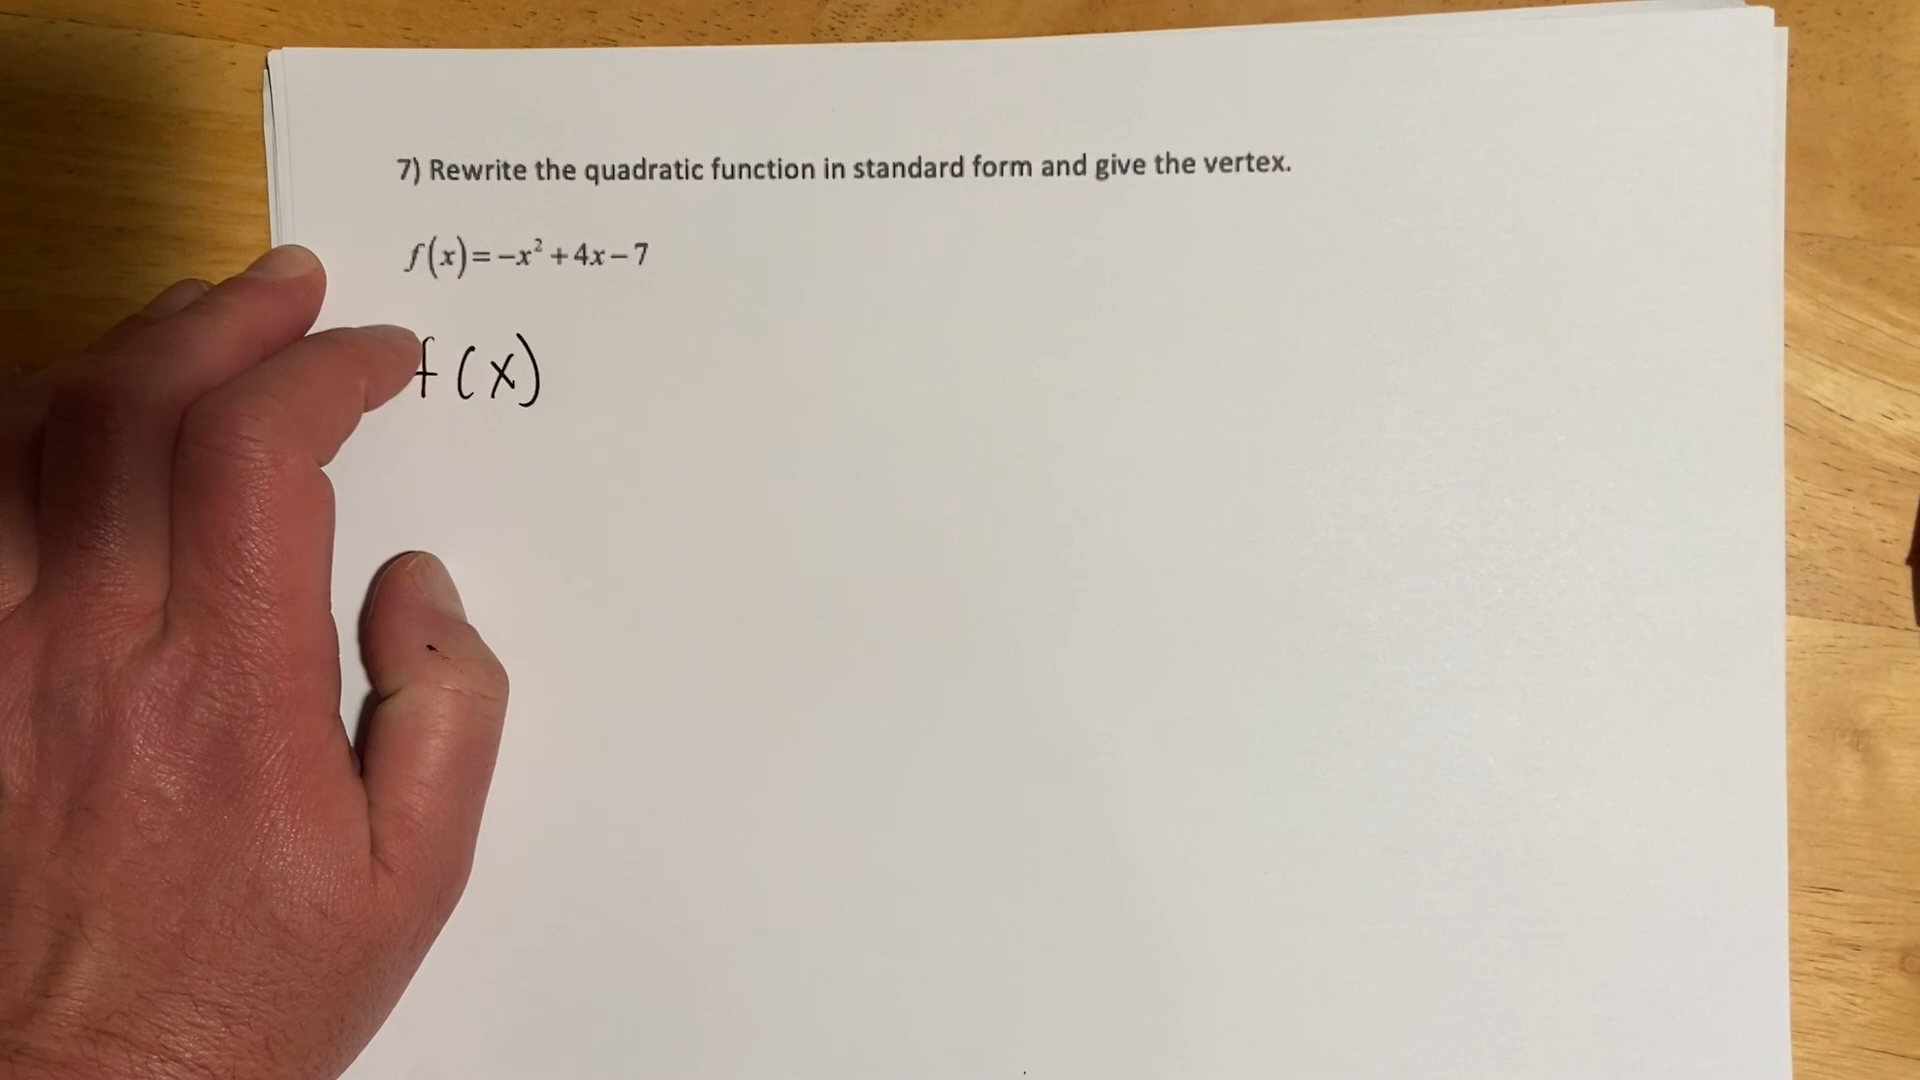 7) Rewrite the quadratic function in standard form and give the vertex.
f(x)=−x²+4x−7
f(x)